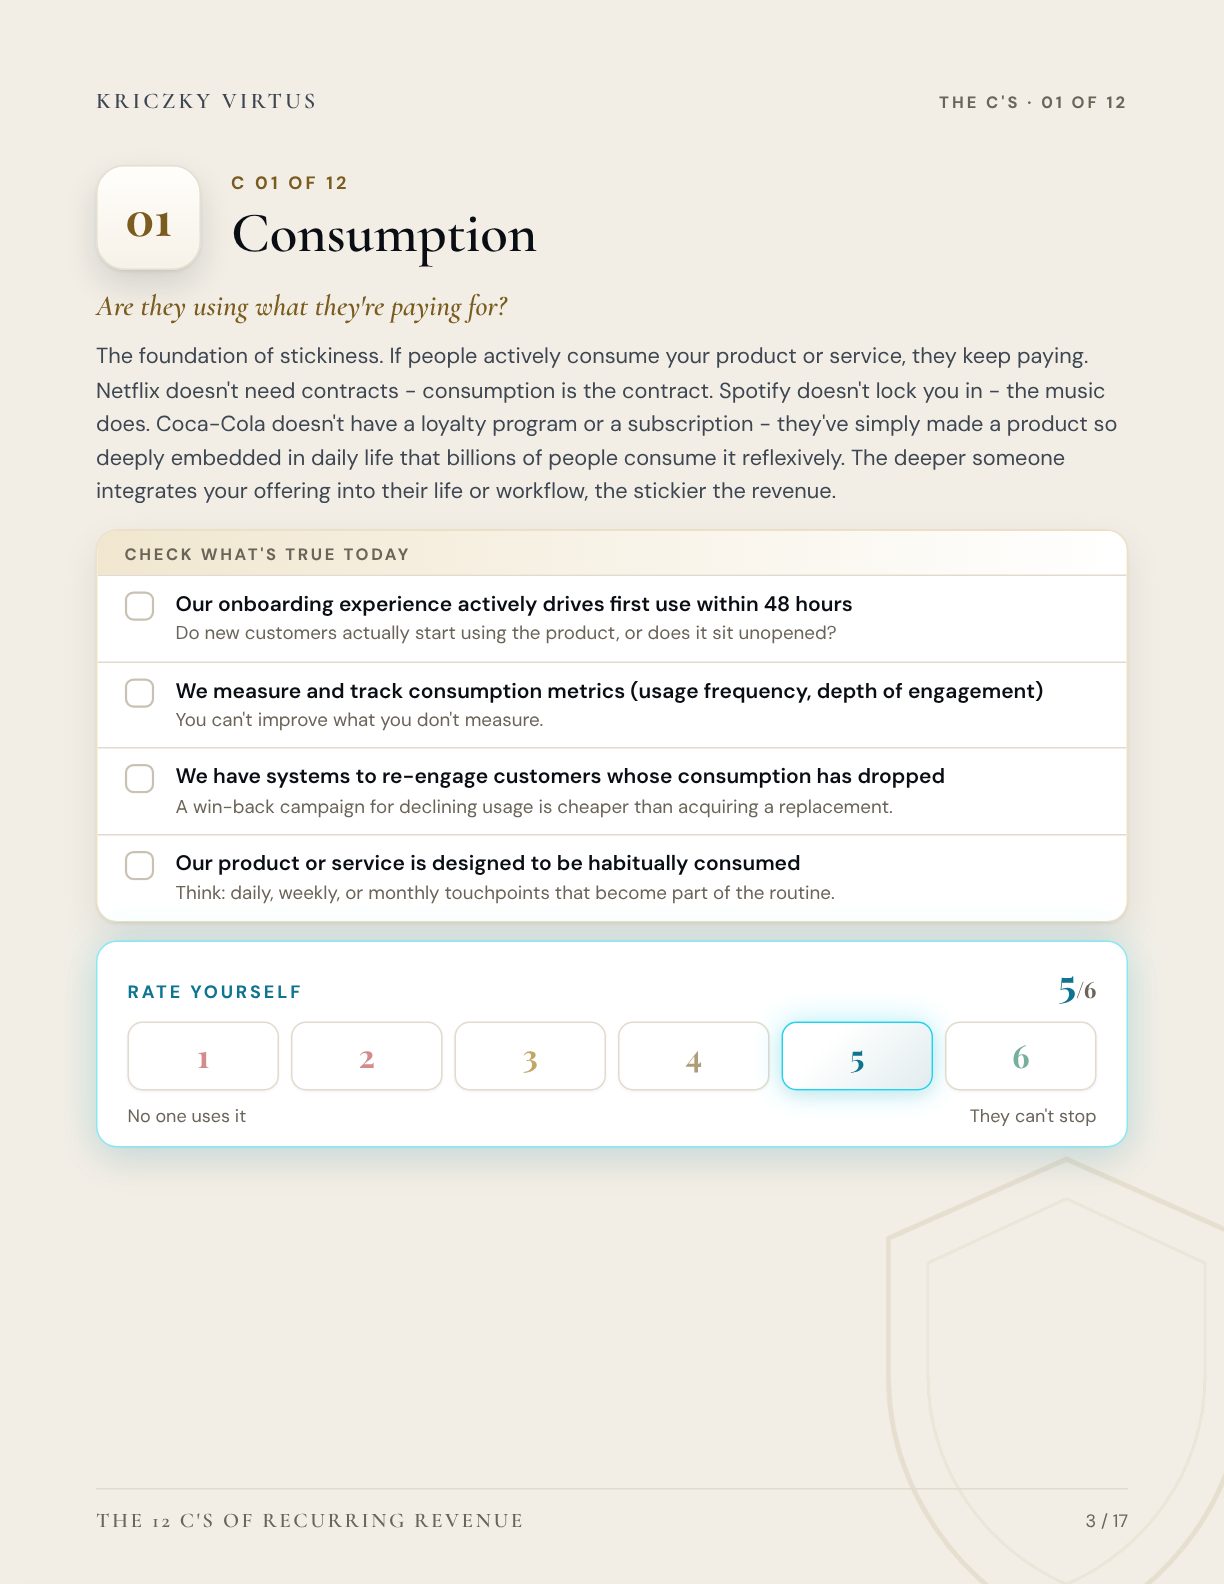 KRICZKY VIRTUS
THE C'S · 01 OF 12
01
C 01 OF 12
Consumption
Are they using what they're paying for?
The foundation of stickiness. If people actively consume your product or service, they keep paying.
Netflix doesn't need contracts - consumption is the contract. Spotify doesn't lock you in - the music
does. Coca-Cola doesn't have a loyalty program or a subscription - they've simply made a product so
deeply embedded in daily life that billions of people consume it reflexively. The deeper someone
integrates your offering into their life or workflow, the stickier the revenue.
CHECK WHAT'S TRUE TODAY
Our onboarding experience actively drives first use within 48 hours
Do new customers actually start using the product, or does it sit unopened?
We measure and track consumption metrics (usage frequency, depth of engagement)
You can't improve what you don't measure.
We have systems to re-engage customers whose consumption has dropped
A win-back campaign for declining usage is cheaper than acquiring a replacement.
Our product or service is designed to be habitually consumed
Think: daily, weekly, or monthly touchpoints that become part of the routine.
RATE YOURSELF
5/6
1 2 3 4 5 6
No one uses it
They can't stop
THE 12 C'S OF RECURRING REVENUE
3 / 17